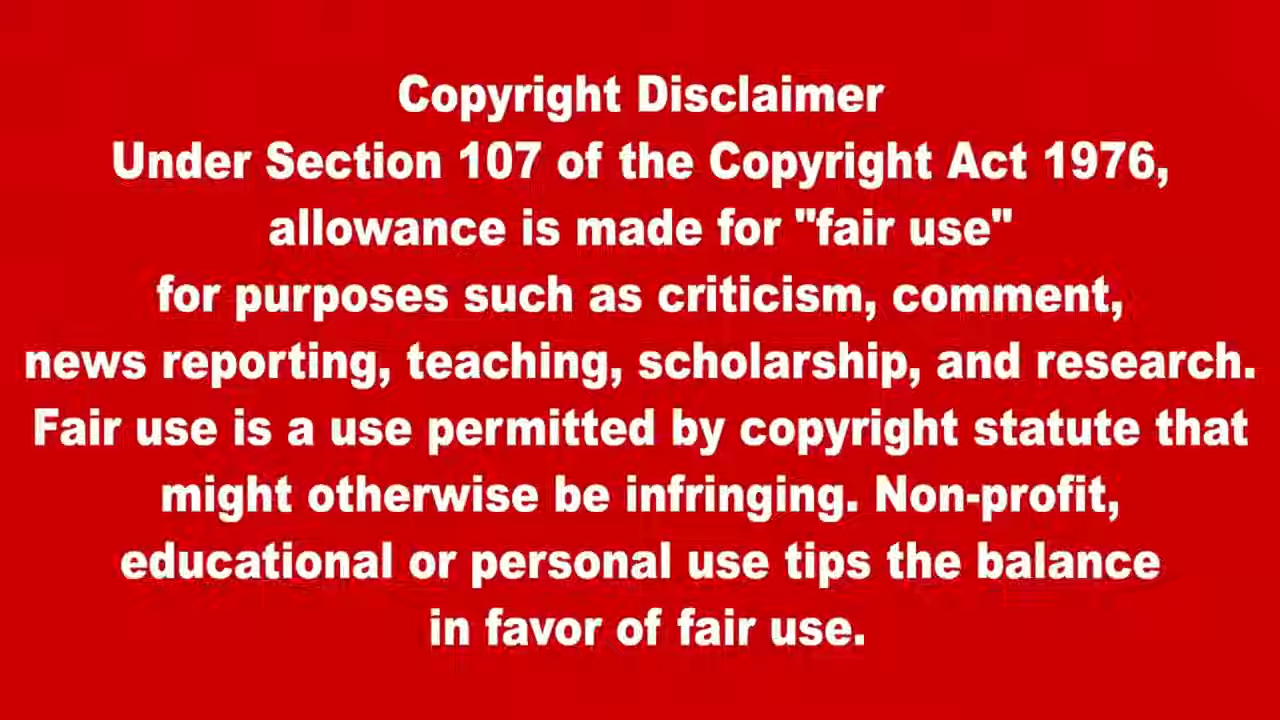 Copyright Disclaimer
Under Section 107 of the Copyright Act 1976,
allowance is made for "fair use"
for purposes such as criticism, comment,
news reporting, teaching, scholarship, and research.
Fair use is a use permitted by copyright statute that
might otherwise be infringing. Non-profit,
educational or personal use tips the balance
in favor of fair use.